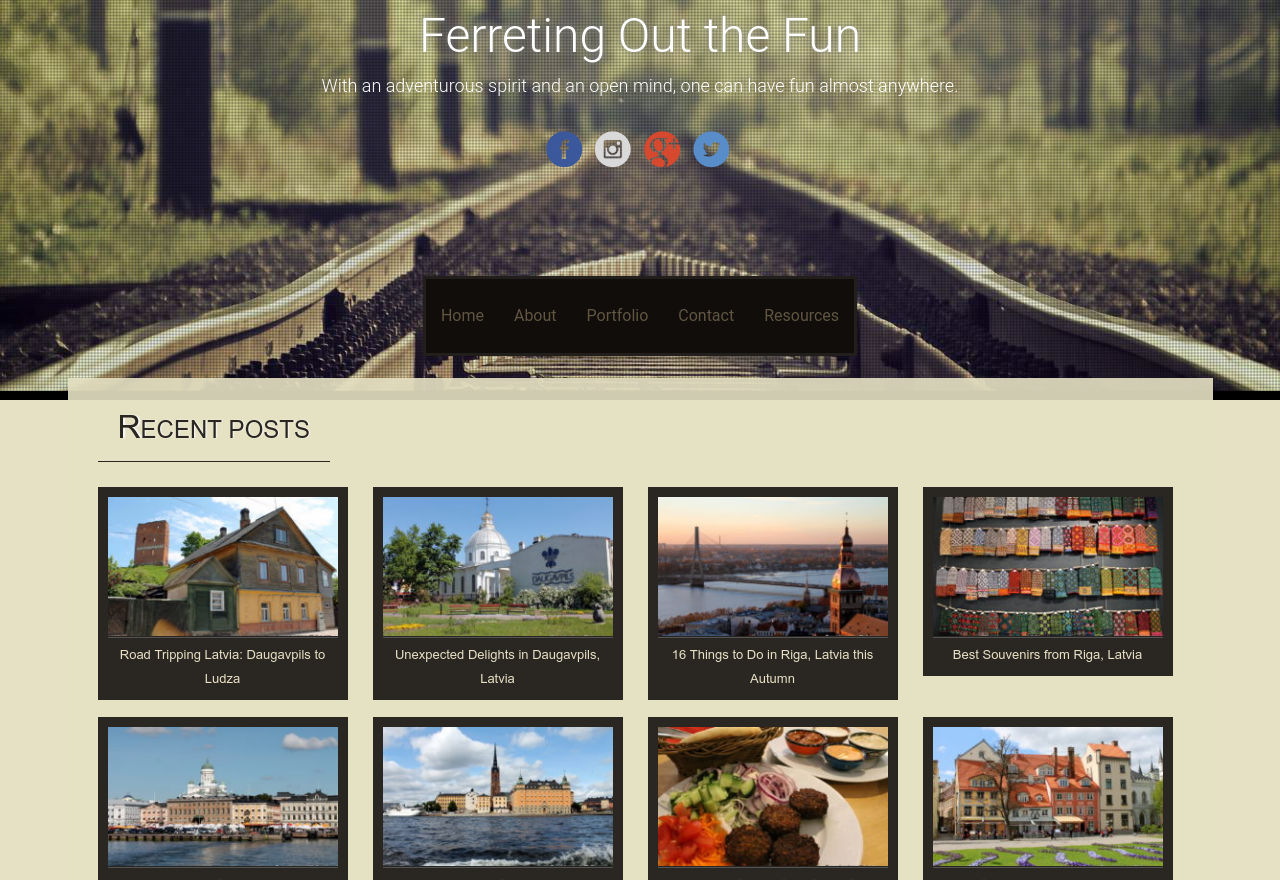 Ferreting Out the Fun
With an adventurous spirit and an open mind, one can have fun almost anywhere.
Home About Portfolio Contact Resources
Recent posts
DAUGAVPILS
Road Tripping Latvia: Daugavpils to
Ludza
Unexpected Delights in Daugavpils,
Latvia
16 Things to Do in Riga, Latvia this
Autumn
Best Souvenirs from Riga, Latvia